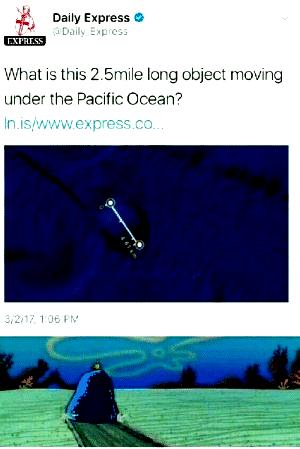 Daily Express
@Daily_Express
EXPRESS
What is this 2.5mile long object moving
under the Pacific Ocean?
ln.is/www.express.co...
3/2/17, 1:06 PM